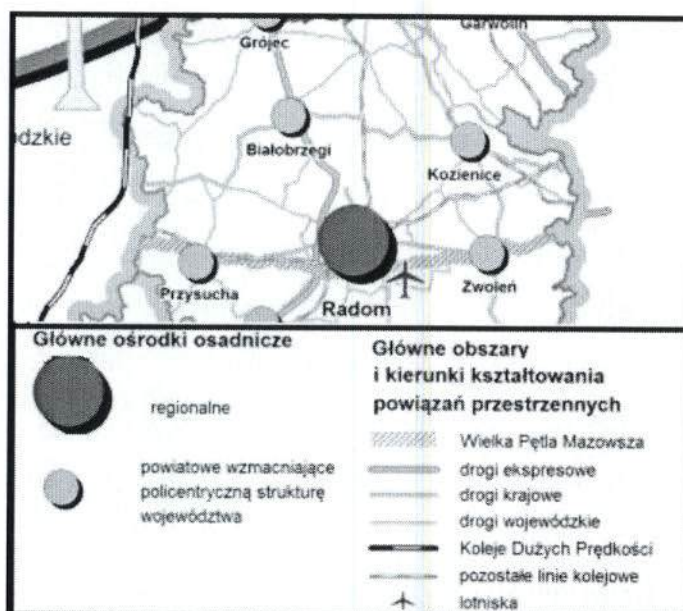 Grójec
Garwolin
ódzkie
Białobrzegi
Kozienice
Przysucha
Zwoleń
Radom
Główne ośrodki osadnicze
regionalne
powiatowe wzmacniające
policentryczną strukturę
województwa
Główne obszary
i kierunki kształtowania
powiązań przestrzennych
Wielka Pętla Mazowsza
drogi ekspresowe
drogi krajowe
drogi wojewódzkie
Koleje Dużych Prędkości
pozostałe linie kolejowe
lotniska